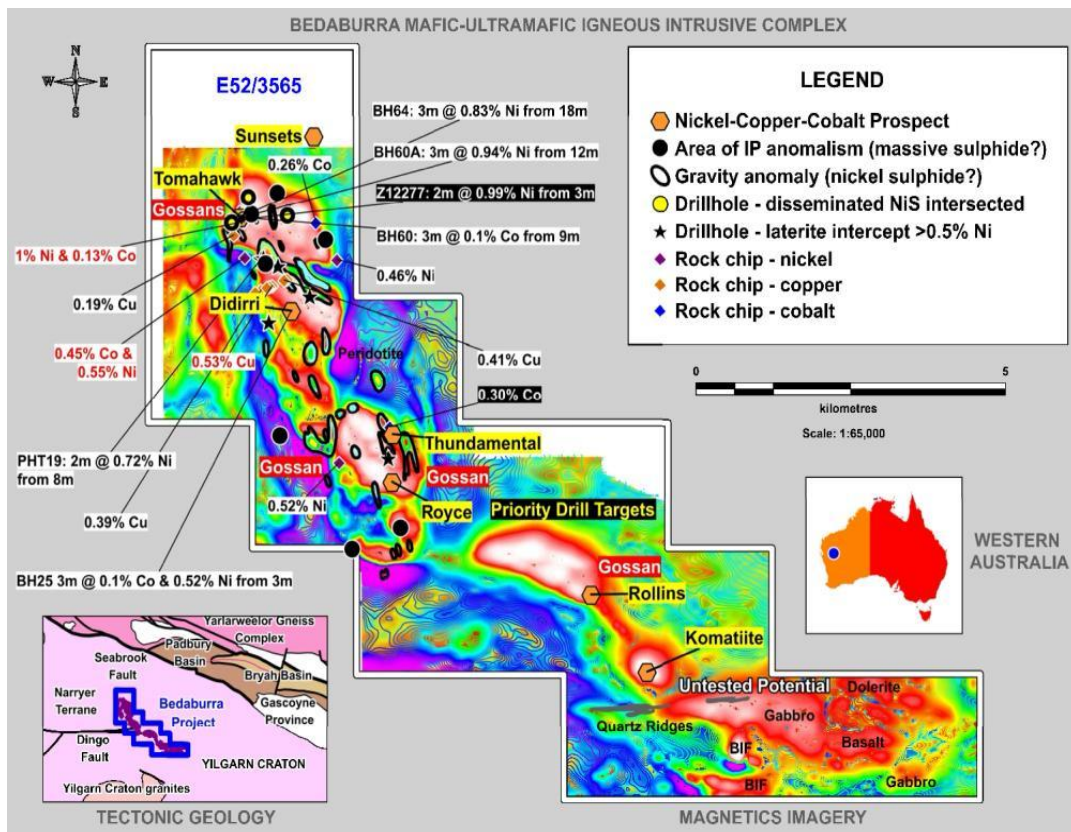 BEDABURRA MAFIC-ULTRAMAFIC IGNEOUS INTRUSIVE COMPLEX
N
W
E
S
E52/3565
Sunsets
BH64: 3m @ 0.83% Ni from 18m
BH60A: 3m @ 0.94% Ni from 12m
0.26% Co
Tomahawk
Z12277: 2m @ 0.99% Ni from 3m
Gossans
BH60: 3m @ 0.1% Co from 9m
1% Ni & 0.13% Co
0.46% Ni
0.19% Cu
Didirri
0.45% Co &
0.55% Ni
0.53% Cu
Peridotite
0.41% Cu
0.30% Co
Thundamental
PHT19: 2m @ 0.72% Ni
from 8m
Gossan
Gossan
0.52% Ni
Royce
0.39% Cu
Priority Drill Targets
BH25 3m @ 0.1% Co & 0.52% Ni from 3m
Gossan
Rollins
Komatiite
Untested Potential
Dolerite
Quartz Ridges
Gabbro
Basalt
BIF
BIF
Gabbro
LEGEND
Nickel-Copper-Cobalt Prospect
Area of IP anomalism (massive sulphide?)
Gravity anomaly (nickel sulphide?)
Drillhole - disseminated NiS intersected
Drillhole - laterite intercept >0.5% Ni
Rock chip - nickel
Rock chip - copper
Rock chip - cobalt
0
5
kilometres
Scale: 1:65,000
WESTERN
AUSTRALIA
Yarlarweelor Gneiss
Complex
Padbury
Basin
Seabrook
Fault
Bryah Basin
Narryer
Terrane
Bedaburra
Project
Gascoyne
Province
Dingo
Fault
YILGARN CRATON
Yilgarn Craton granites
TECTONIC GEOLOGY
MAGNETICS IMAGERY